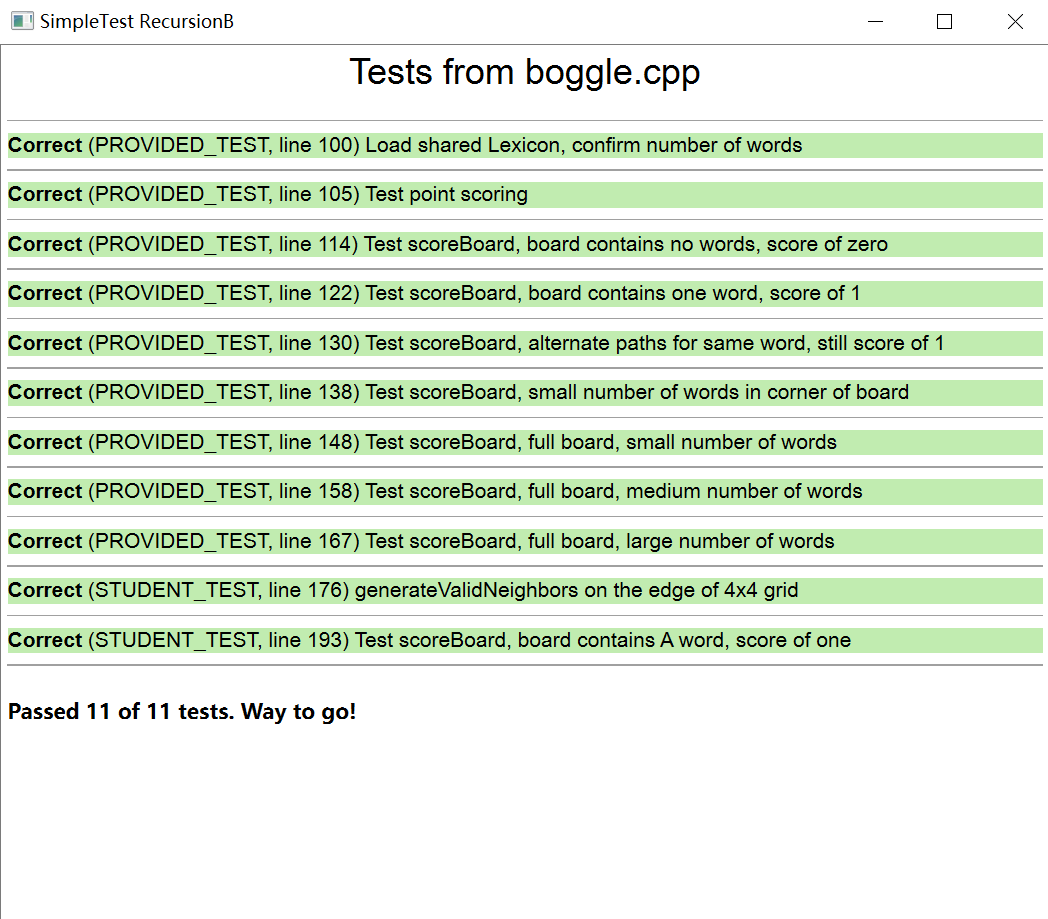 SimpleTest RecursionB
Tests from boggle.cpp
Correct (PROVIDED_TEST, line 100) Load shared Lexicon, confirm number of words
Correct (PROVIDED_TEST, line 105) Test point scoring
Correct (PROVIDED_TEST, line 114) Test scoreBoard, board contains no words, score of zero
Correct (PROVIDED_TEST, line 122) Test scoreBoard, board contains one word, score of 1
Correct (PROVIDED_TEST, line 130) Test scoreBoard, alternate paths for same word, still score of 1
Correct (PROVIDED_TEST, line 138) Test scoreBoard, small number of words in corner of board
Correct (PROVIDED_TEST, line 148) Test scoreBoard, full board, small number of words
Correct (PROVIDED_TEST, line 158) Test scoreBoard, full board, medium number of words
Correct (PROVIDED_TEST, line 167) Test scoreBoard, full board, large number of words
Correct (STUDENT_TEST, line 176) generateValidNeighbors on the edge of 4x4 grid
Correct (STUDENT_TEST, line 193) Test scoreBoard, board contains A word, score of one
Passed 11 of 11 tests. Way to go!